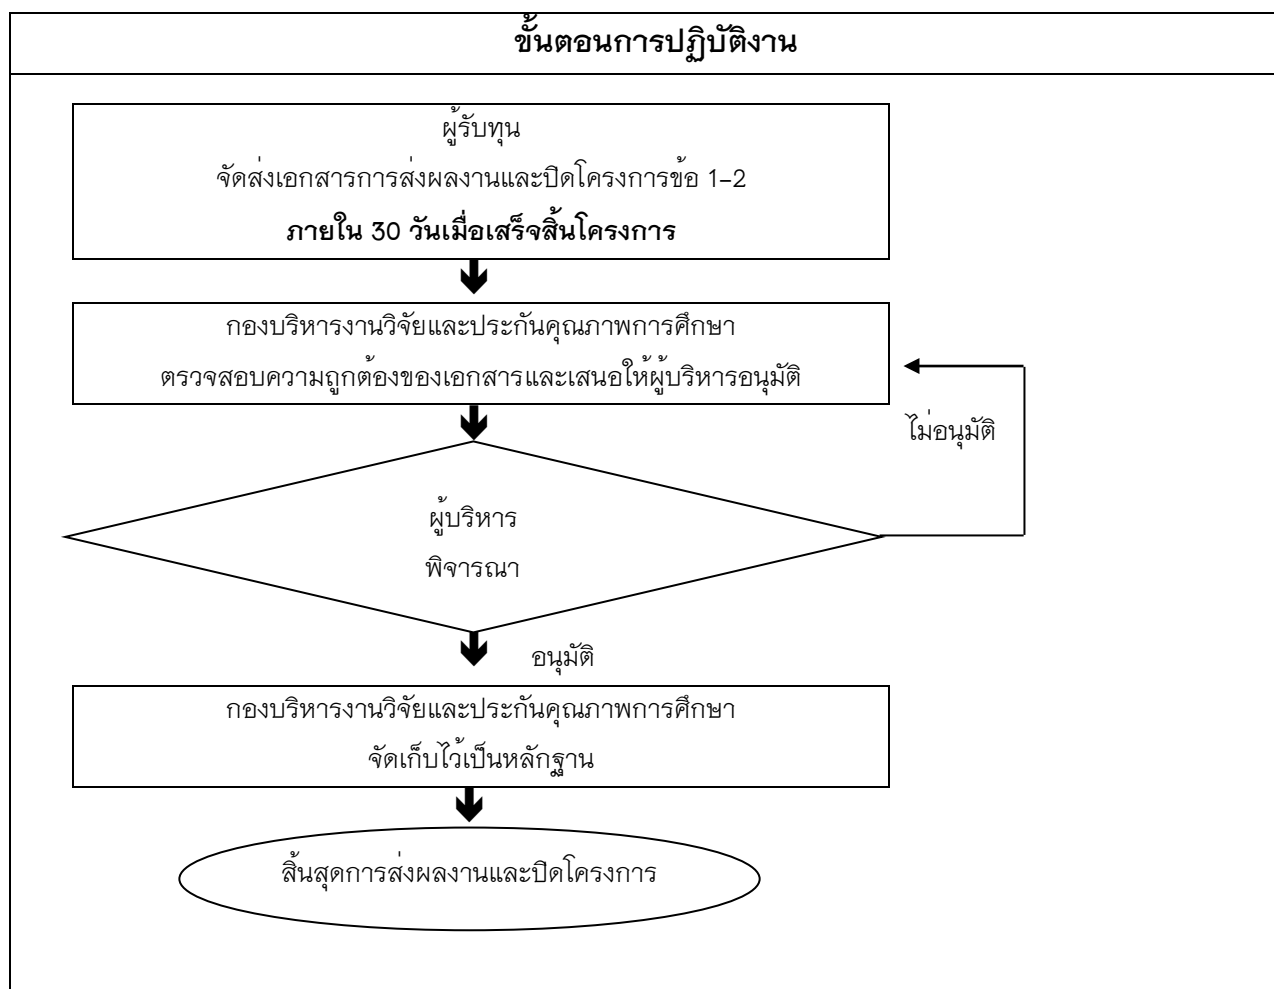 ขั้นตอนการปฏิบัติงาน
ผู้รับทุน
จัดส่งเอกสารการส่งผลงานและปิดโครงการข้อ 1-2
ภายใน 30 วันเมื่อเสร็จสิ้นโครงการ
กองบริหารงานวิจัยและประกันคุณภาพการศึกษา
ตรวจสอบความถูกต้องของเอกสารและเสนอให้ผู้บริหารอนุมัติ
ไม่อนุมัติ
ผู้บริหาร
พิจารณา
อนุมัติ
กองบริหารงานวิจัยและประกันคุณภาพการศึกษา
จัดเก็บไว้เป็นหลักฐาน
สิ้นสุดการส่งผลงานและปิดโครงการ